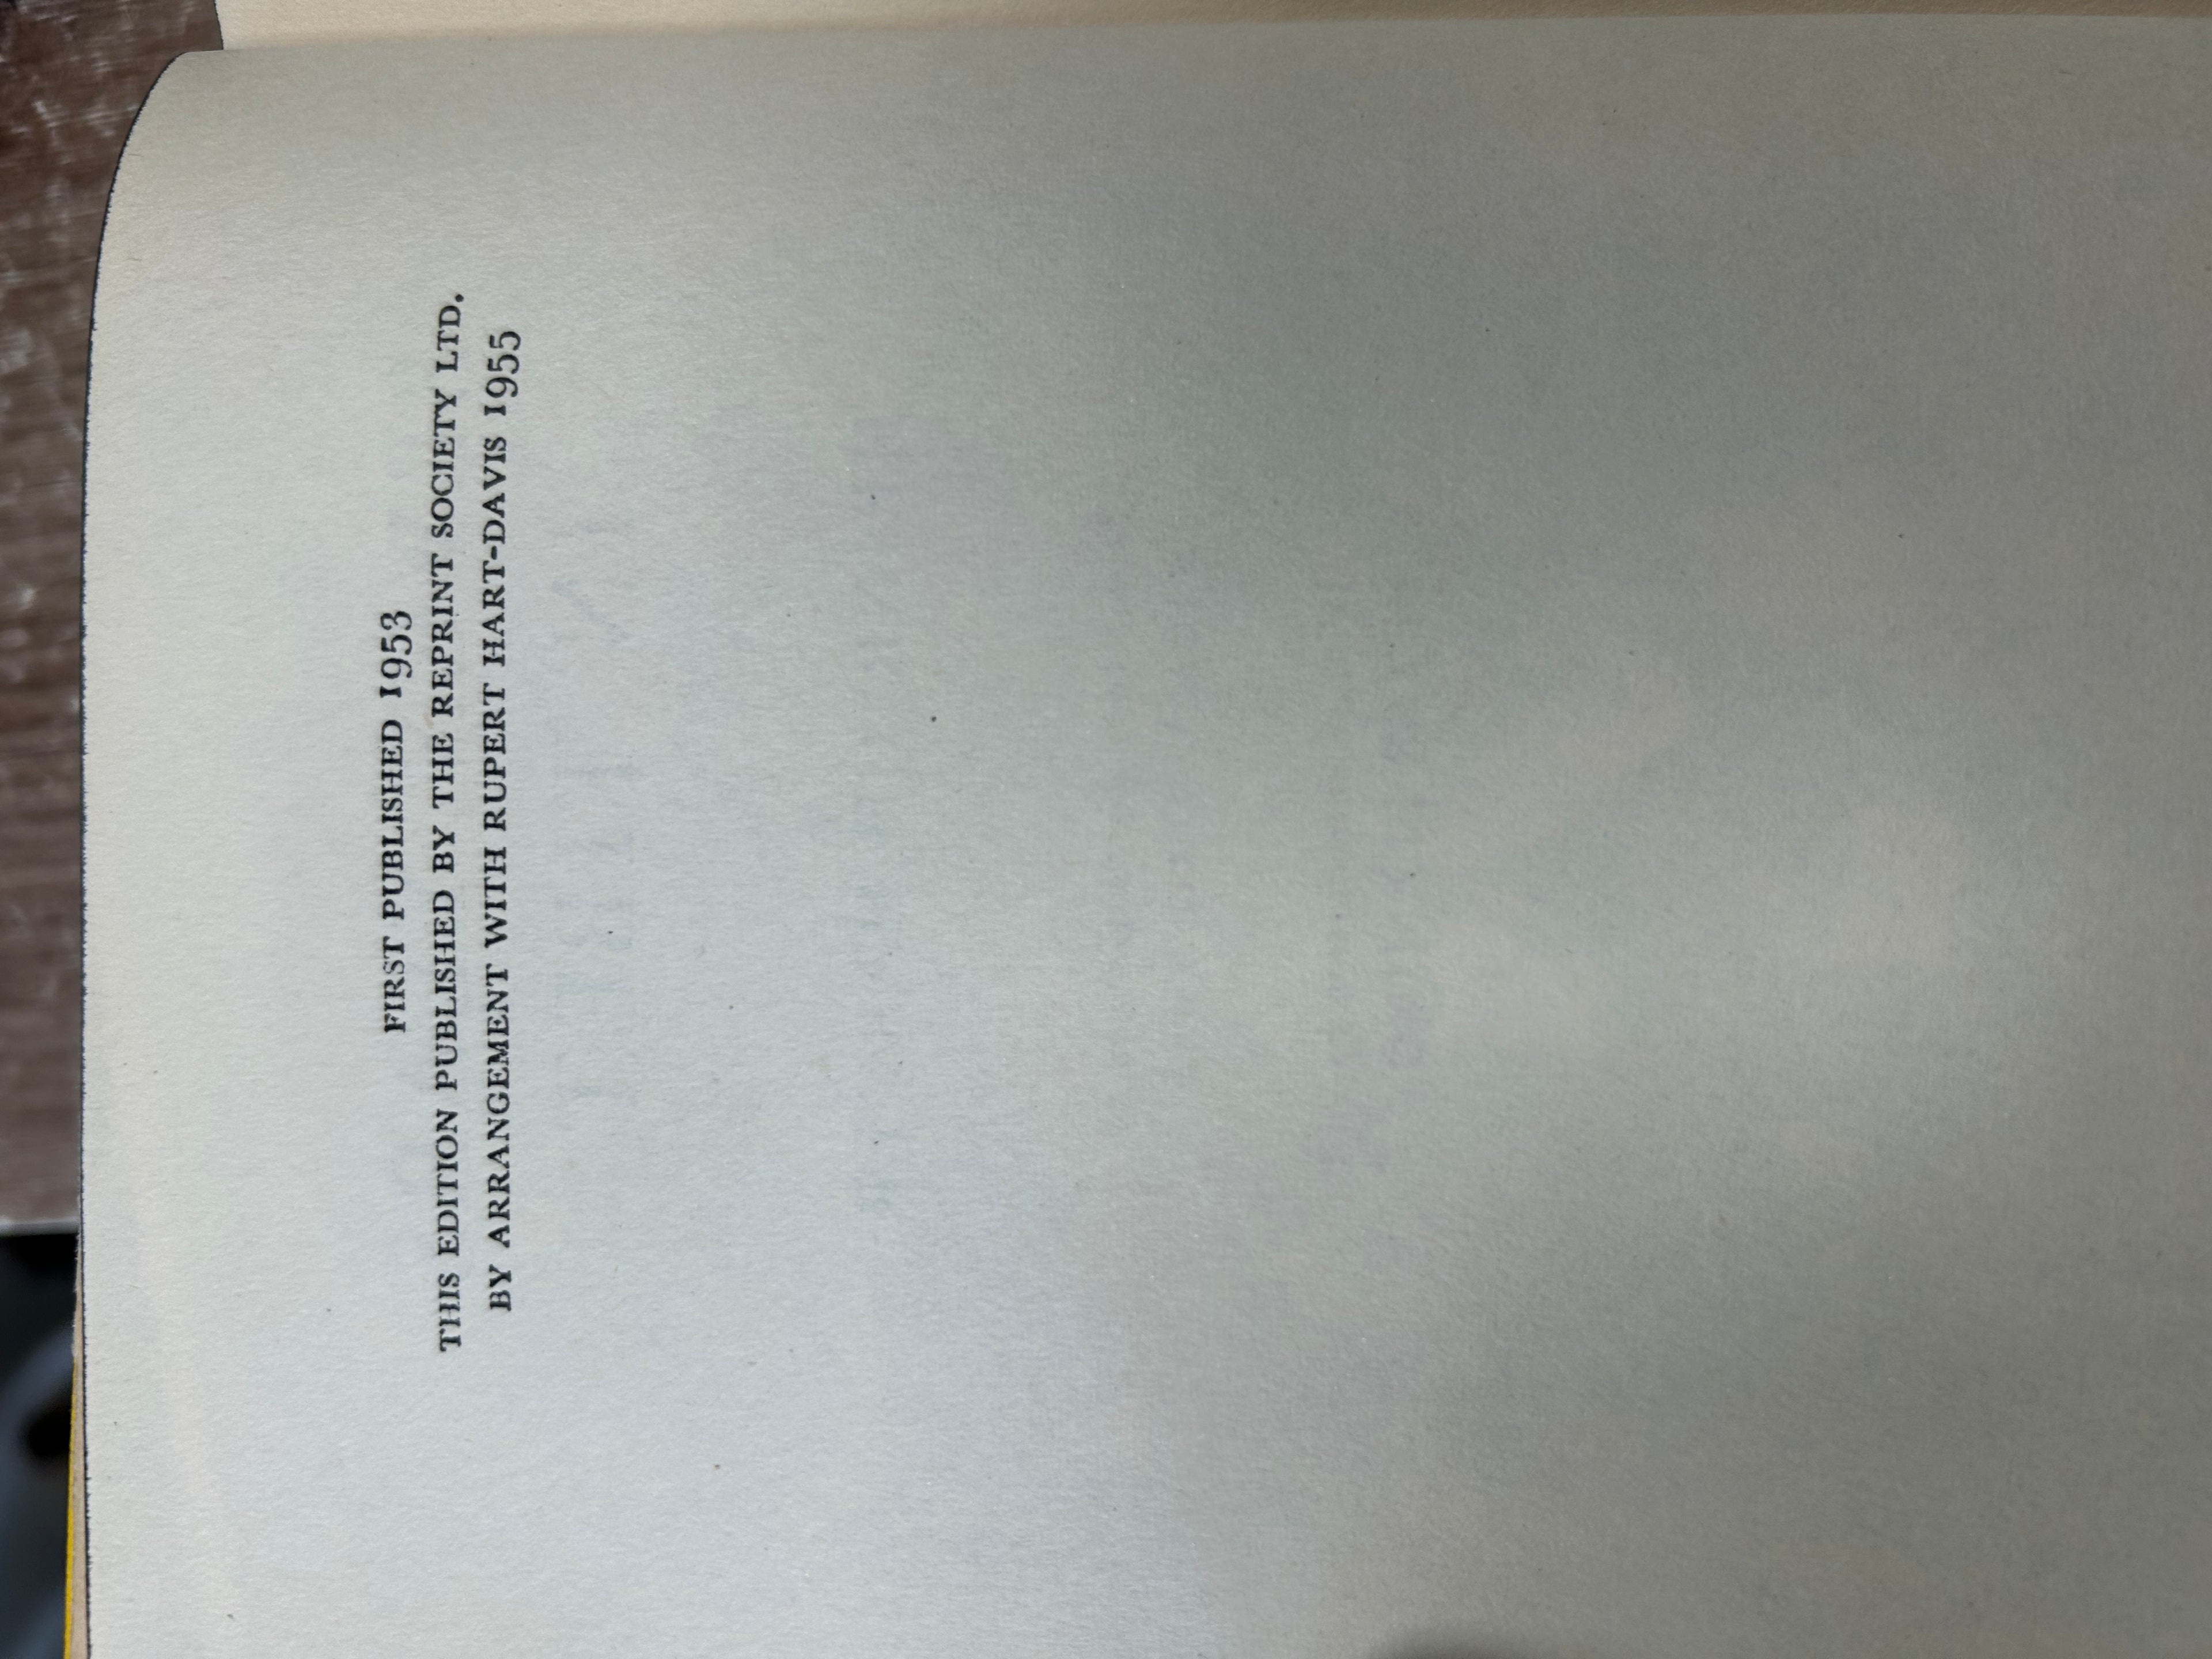 FIRST PUBLISHED 1953
THIS EDITION PUBLISHED BY THE REPRINT SOCIETY LTD.
BY ARRANGEMENT WITH RUPERT HART-DAVIS 1955